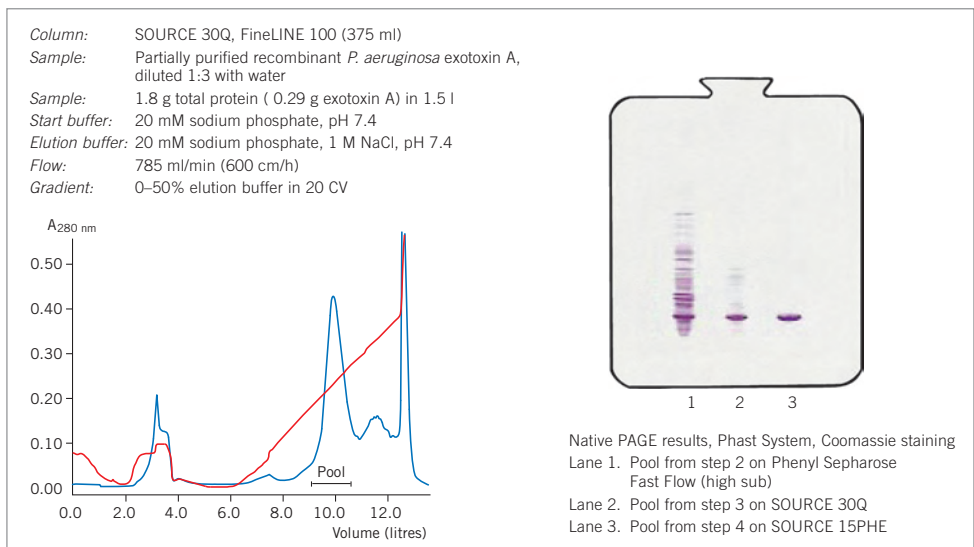 Column: SOURCE 30Q, FineLINE 100 (375 ml)
Sample: Partially purified recombinant P. aeruginosa exotoxin A,
diluted 1:3 with water
Sample: 1.8 g total protein ( 0.29 g exotoxin A) in 1.5 l
Start buffer: 20 mM sodium phosphate, pH 7.4
Elution buffer: 20 mM sodium phosphate, 1 M NaCl, pH 7.4
Flow: 785 ml/min (600 cm/h)
Gradient: 0–50% elution buffer in 20 CV
A280 nm
0.50
0.40
0.30
0.20
0.10
0.00
Pool
0.0 2.0 4.0 6.0 8.0 10.0 12.0
Volume (litres)
1 2 3
Native PAGE results, Phast System, Coomassie staining
Lane 1. Pool from step 2 on Phenyl Sepharose
Fast Flow (high sub)
Lane 2. Pool from step 3 on SOURCE 30Q
Lane 3. Pool from step 4 on SOURCE 15PHE